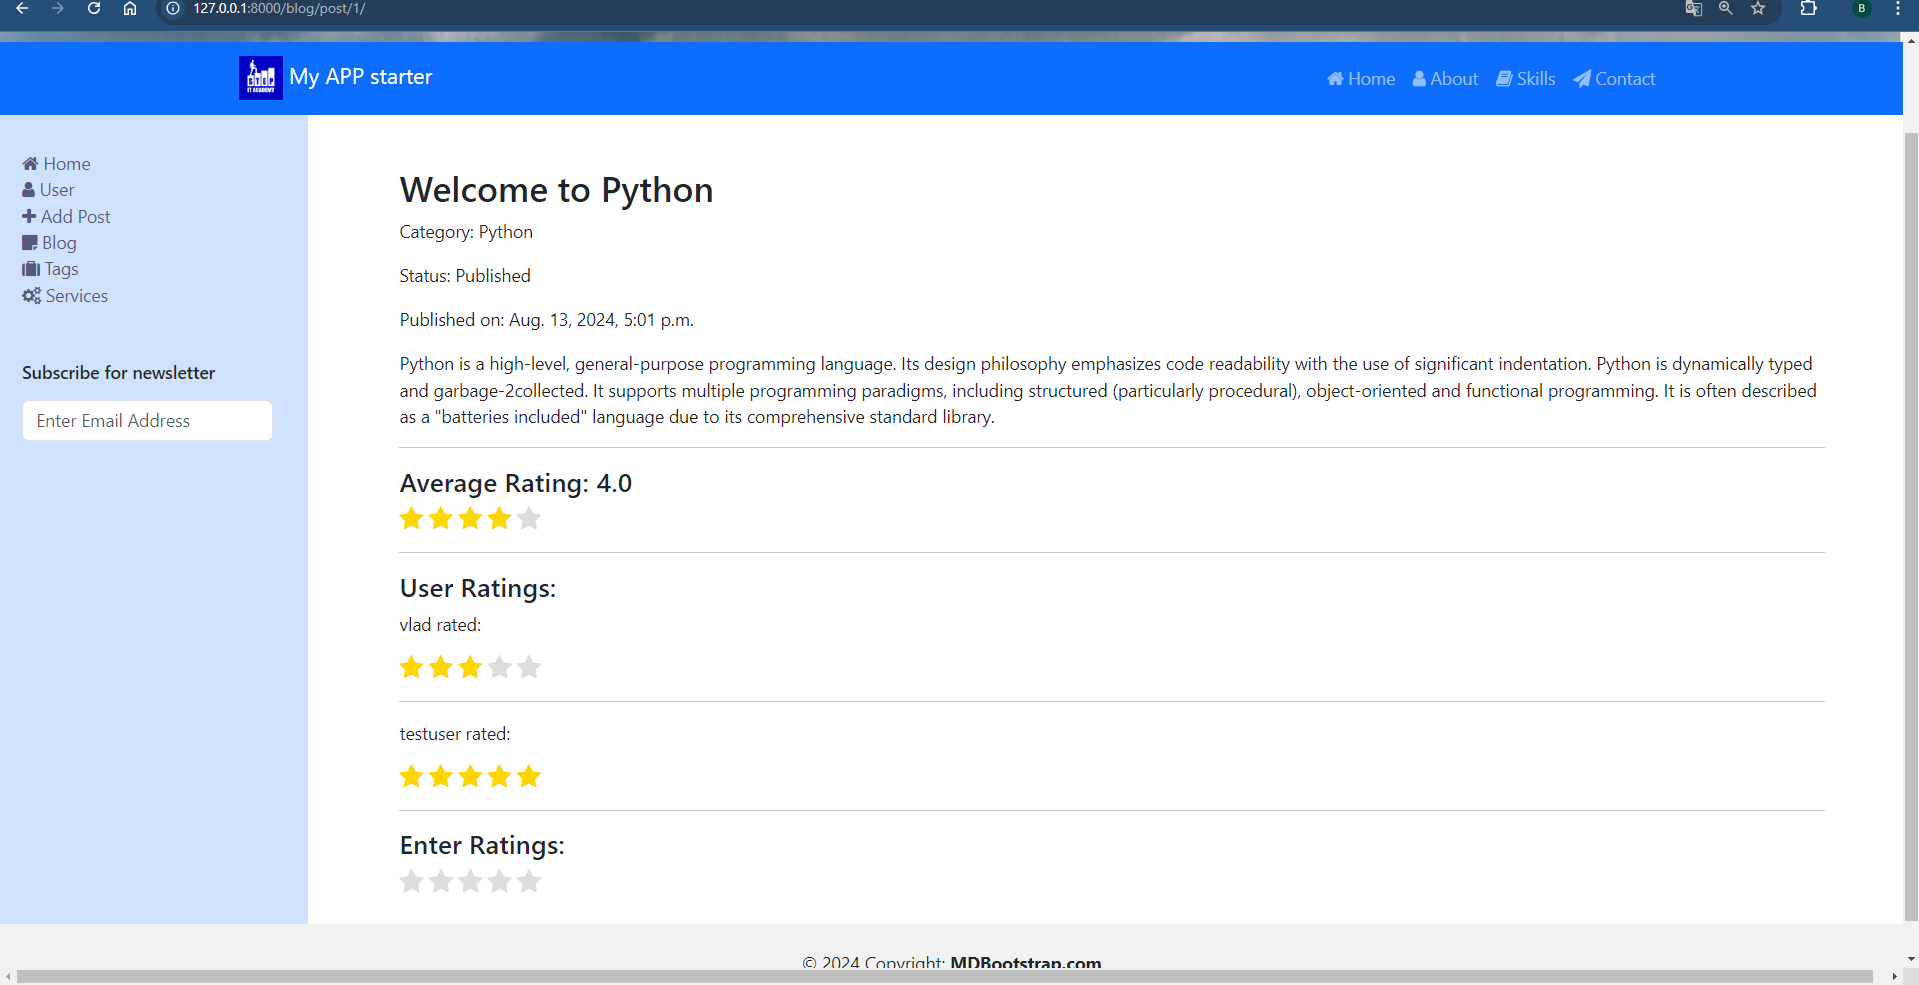 127.0.0.1:8000/blog/post/1/
B
STEP
IT ACADEMY
My APP starter
Home
About
Skills
Contact
Home
User
Add Post
Blog
Tags
Services
Subscribe for newsletter
Enter Email Address
Welcome to Python
Category: Python
Status: Published
Published on: Aug. 13, 2024, 5:01 p.m.
Python is a high-level, general-purpose programming language. Its design philosophy emphasizes code readability with the use of significant indentation. Python is dynamically typed
and garbage-2collected. It supports multiple programming paradigms, including structured (particularly procedural), object-oriented and functional programming. It is often described
as a "batteries included" language due to its comprehensive standard library.
Average Rating: 4.0
User Ratings:
vlad rated:
testuser rated:
Enter Ratings:
© 2024 Copyright: MDBootstrap.com